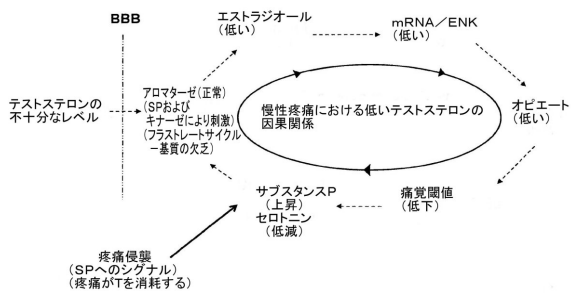 BBB
エストラジオール
(低い)
mRNA/ENK
(低い)
テストステロンの
不十分なレベル
アロマターゼ(正常)
(SPおよび
キナーゼにより刺激)
(フラストレートサイクル
ー基質の欠乏)
慢性疼痛における低いテストステロンの
因果関係
オピエート
(低い)
サブスタンスP
(上昇)
セロトニン
(低減)
痛覚閾値
(低下)
疼痛侵襲
(SPへのシグナル)
(疼痛がTを消耗する)